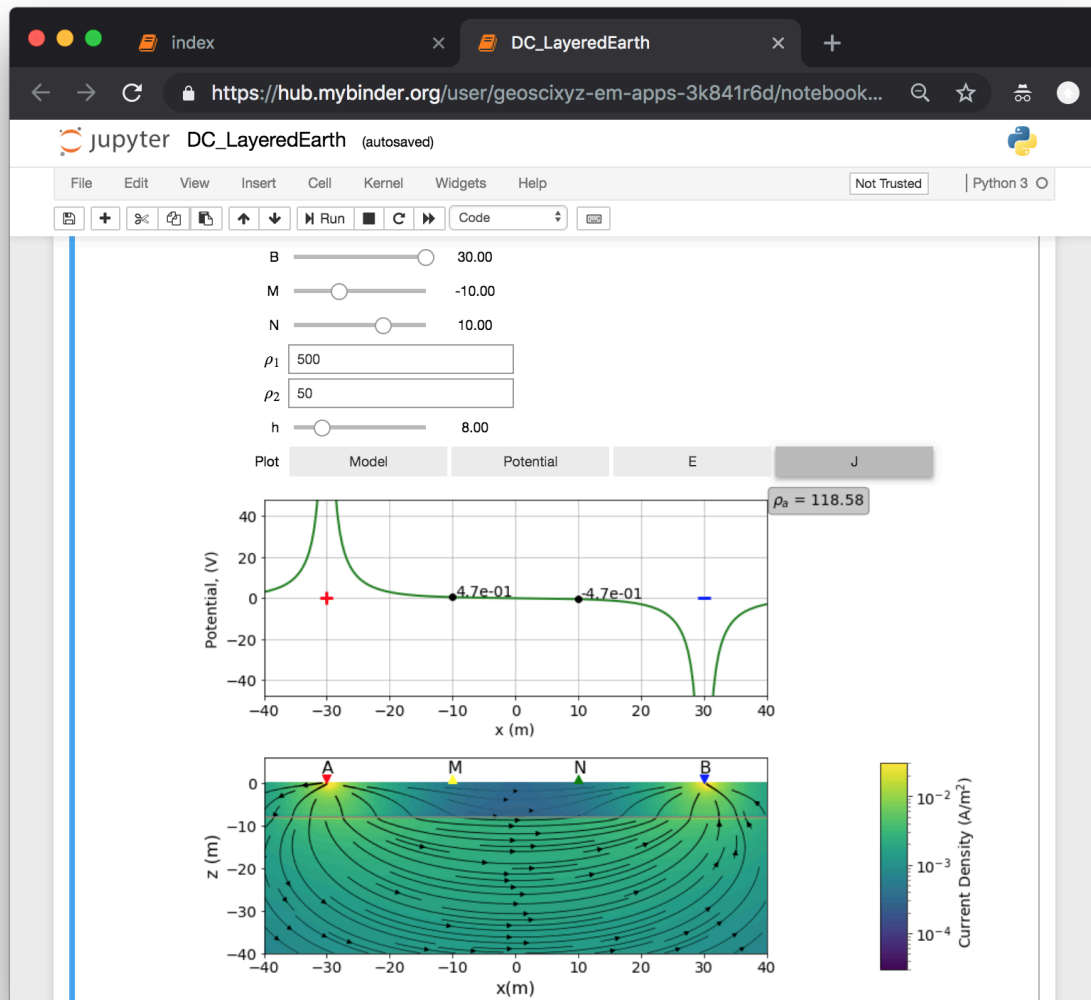 index DC_LayeredEarth
https://hub.mybinder.org/user/geoscixyz-em-apps-3k841r6d/notebook...
jupyter DC_LayeredEarth (autosaved)
File Edit View Insert Cell Kernel Widgets Help Not Trusted Python 3
Run Code
B 30.00
M -10.00
N 10.00
ρ1 500
ρ2 50
h 8.00
Plot Model Potential E J
ρa = 118.58
Potential, (V)
40
20
0
−20
−40
4.7e-01 -4.7e-01
−40 −30 −20 −10 0 10 20 30 40
x (m)
A M N B
z (m)
0
−10
−20
−30
−40
−40 −30 −20 −10 0 10 20 30 40
x(m)
10−2
10−3
10−4
Current Density (A/m2)